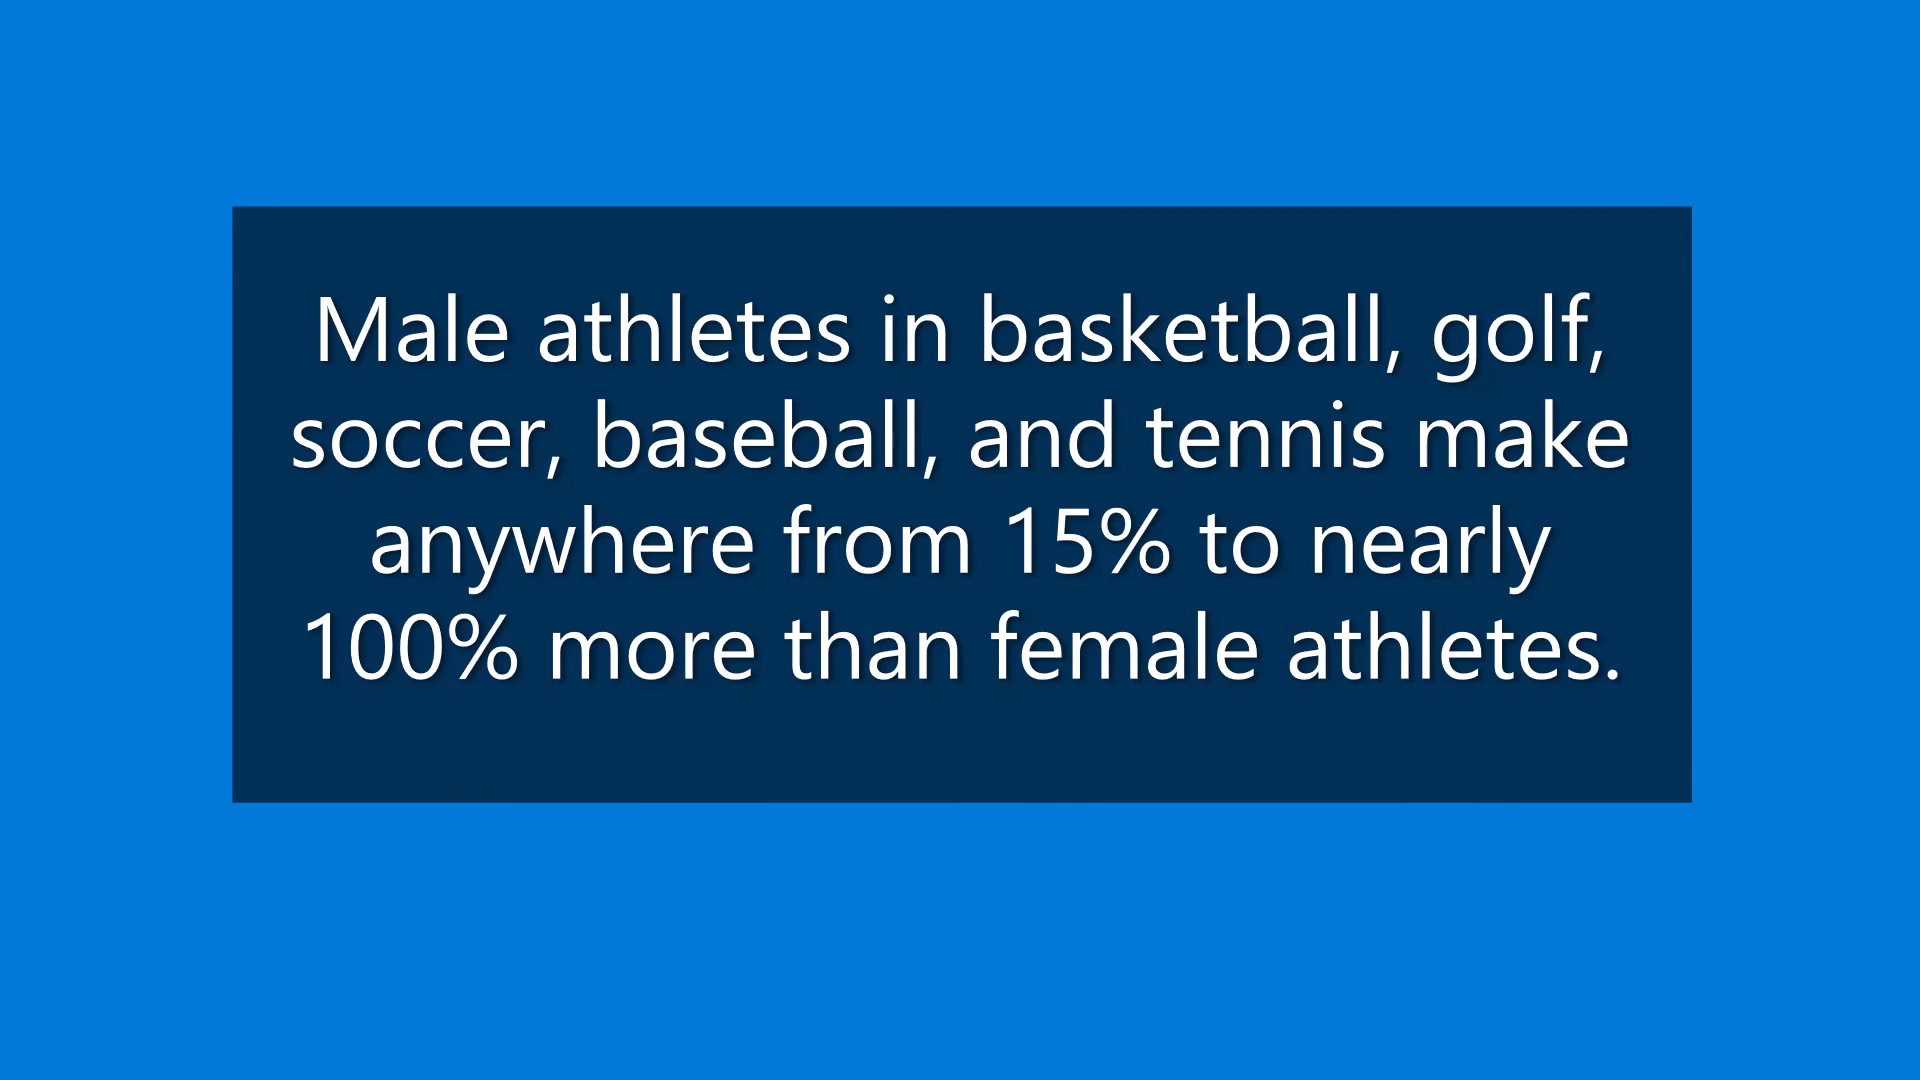 Male athletes in basketball, golf,
soccer, baseball, and tennis make
anywhere from 15% to nearly
100% more than female athletes.